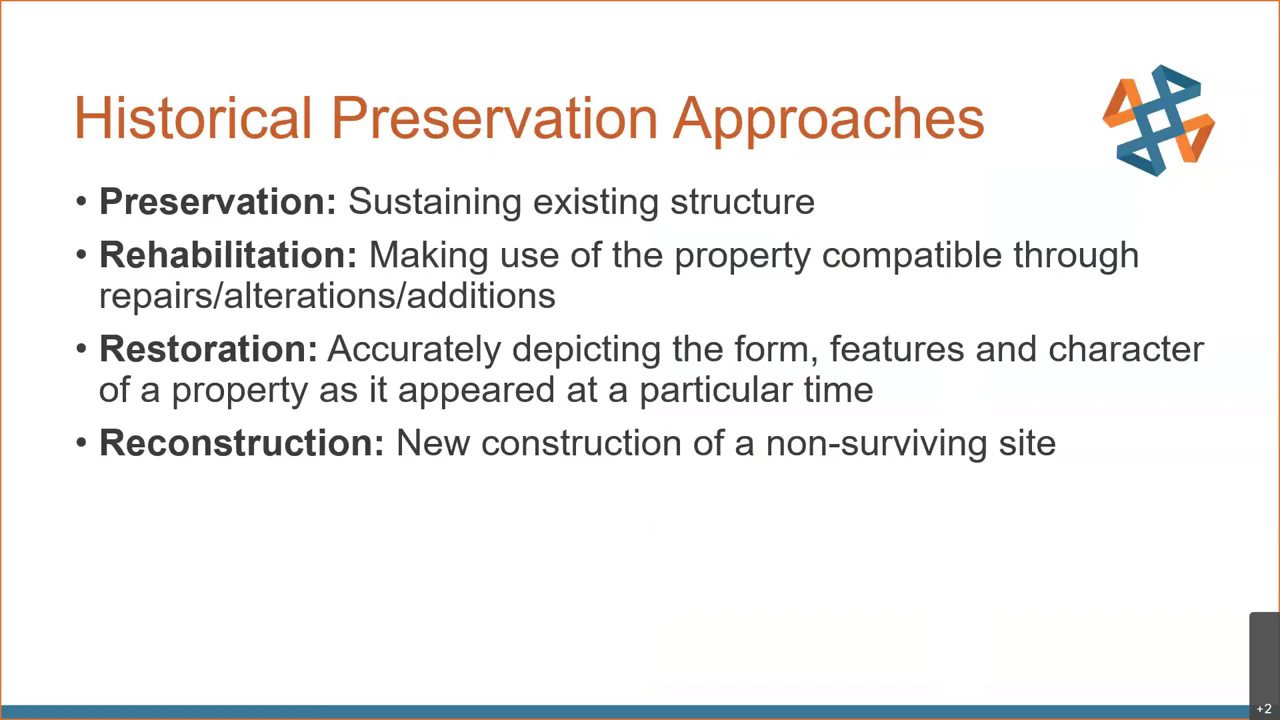 Historical Preservation Approaches
• Preservation: Sustaining existing structure
• Rehabilitation: Making use of the property compatible through
repairs/alterations/additions
• Restoration: Accurately depicting the form, features and character
of a property as it appeared at a particular time
• Reconstruction: New construction of a non-surviving site
+2